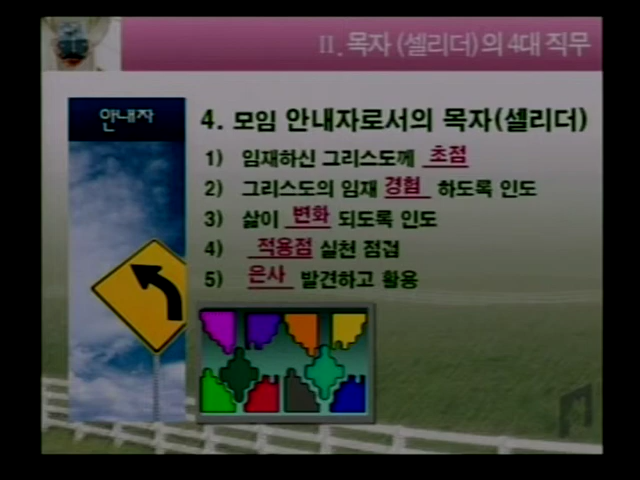 II. 목자 (셀리더)의 4대 직무
안내자
4. 모임 안내자로서의 목자(셀리더)
1) 임재하신 그리스도께 초점
2) 그리스도의 임재 경험 하도록 인도
3) 삶이 변화 되도록 인도
4) 적용점 실천 점검
5) 은사 발견하고 활용